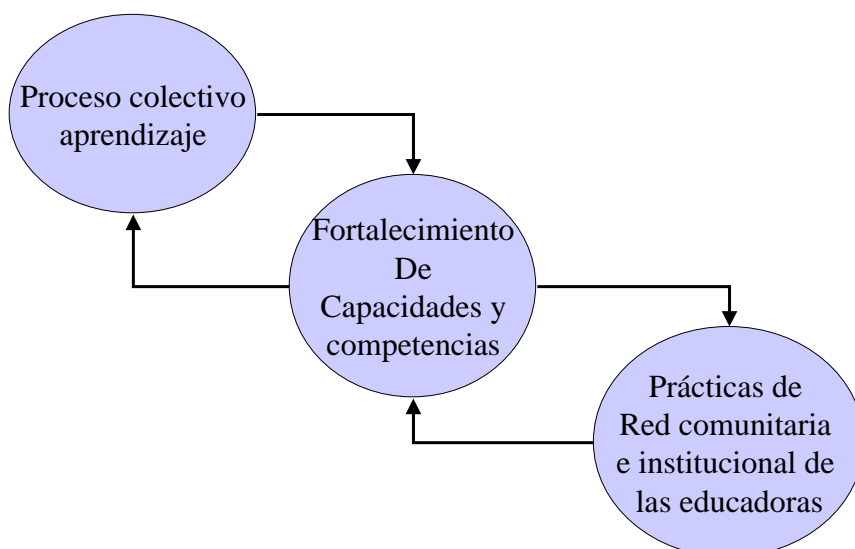 Proceso colectivo
aprendizaje
Fortalecimiento
De
Capacidades y
competencias
Prácticas de
Red comunitaria
e institucional de
las educadoras